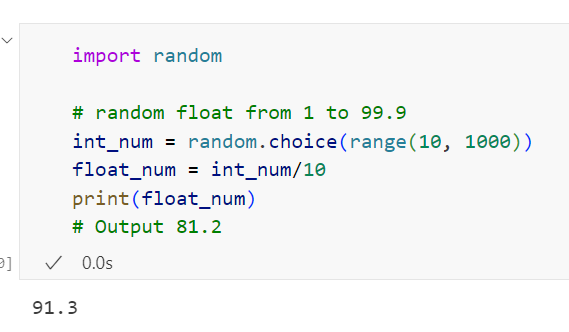 import random
# random float from 1 to 99.9
int_num = random.choice(range(10, 1000))
float_num = int_num/10
print(float_num)
# Output 81.2
] 0.0s
91.3